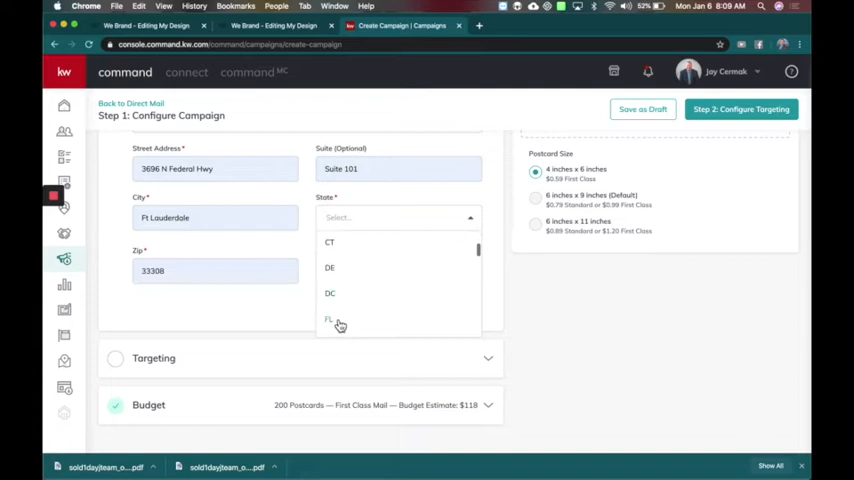 Chrome File Edit View History Bookmarks People Tab Window Help
52% Mon Jan 6 8:09 AM
We Brand - Editing My Design
We Brand - Editing My Design
Create Campaign | Campaigns
console.command.kw.com/command/campaigns/create-campaign
kw command connect command MC
Jay Cermak
Back to Direct Mail
Step 1: Configure Campaign
Save as Draft
Step 2: Configure Targeting
Street Address*
Suite (Optional)
3696 N Federal Hwy
Suite 101
City*
State*
Ft Lauderdale
Select...
CT
DE
DC
FL
Zip*
33308
Postcard Size
4 inches x 6 inches
$0.59 First Class
6 inches x 9 inches (Default)
$0.79 Standard or $0.99 First Class
6 inches x 11 inches
$0.89 Standard or $1.20 First Class
Targeting
Budget
200 Postcards — First Class Mail — Budget Estimate: $118
sold1dayjteam_o....pdf
sold1dayjteam_o....pdf
Show All